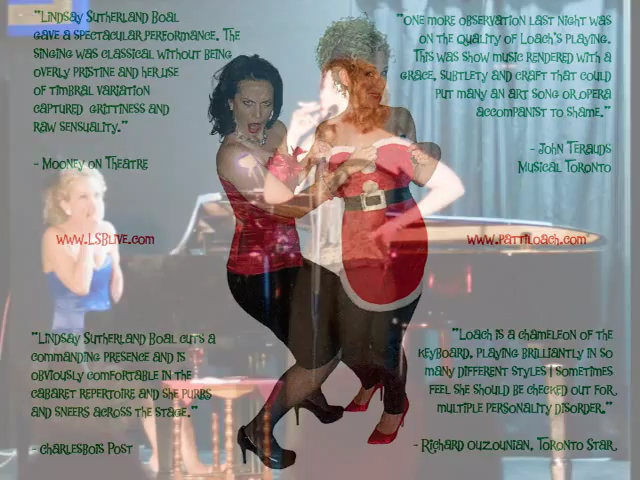 "Lindsay Sutherland Boal
gave a spectacular performance. The
singing was classical without being
overly pristine and her use
of timbral variation
captured grittiness and
raw sensuality."
- Mooney on Theatre
www.LSBlive.com
"Lindsay Sutherland Boal cuts a
commanding presence and is
obviously comfortable in the
cabaret repertoire and she purrs
and sneers across the stage."
- Charlesbois Post
"One more observation last night was
on the quality of Loach's playing.
This was show music rendered with a
grace, subtlety and craft that could
put many an art song or opera
accompanist to shame."
- John Terauds
Musical Toronto
www.PattiLoach.com
"Loach is a chameleon of the
keyboard, playing brilliantly in so
many different styles I sometimes
feel she should be checked out for
multiple personality disorder."
- Richard Ouzounian, Toronto Star